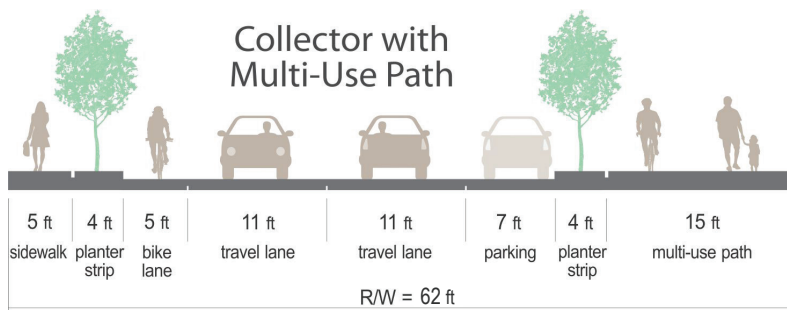 Collector with
Multi-Use Path
5 ft 4 ft 5 ft 11 ft 11 ft 7 ft 4 ft 15 ft
sidewalk planter bike travel lane travel lane parking planter multi-use path
strip lane strip
R/W = 62 ft